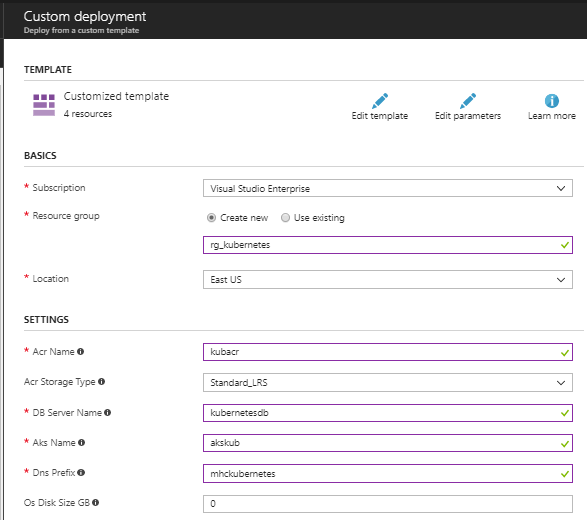 Custom deployment
Deploy from a custom template
TEMPLATE
Customized template
4 resources
Edit template
Edit parameters
Learn more
BASICS
* Subscription
Visual Studio Enterprise
* Resource group
Create new
Use existing
rg_kubernetes
* Location
East US
SETTINGS
* Acr Name
kubacr
Acr Storage Type
Standard_LRS
* DB Server Name
kubernetesdb
* Aks Name
akskub
* Dns Prefix
mhckubernetes
Os Disk Size GB
0